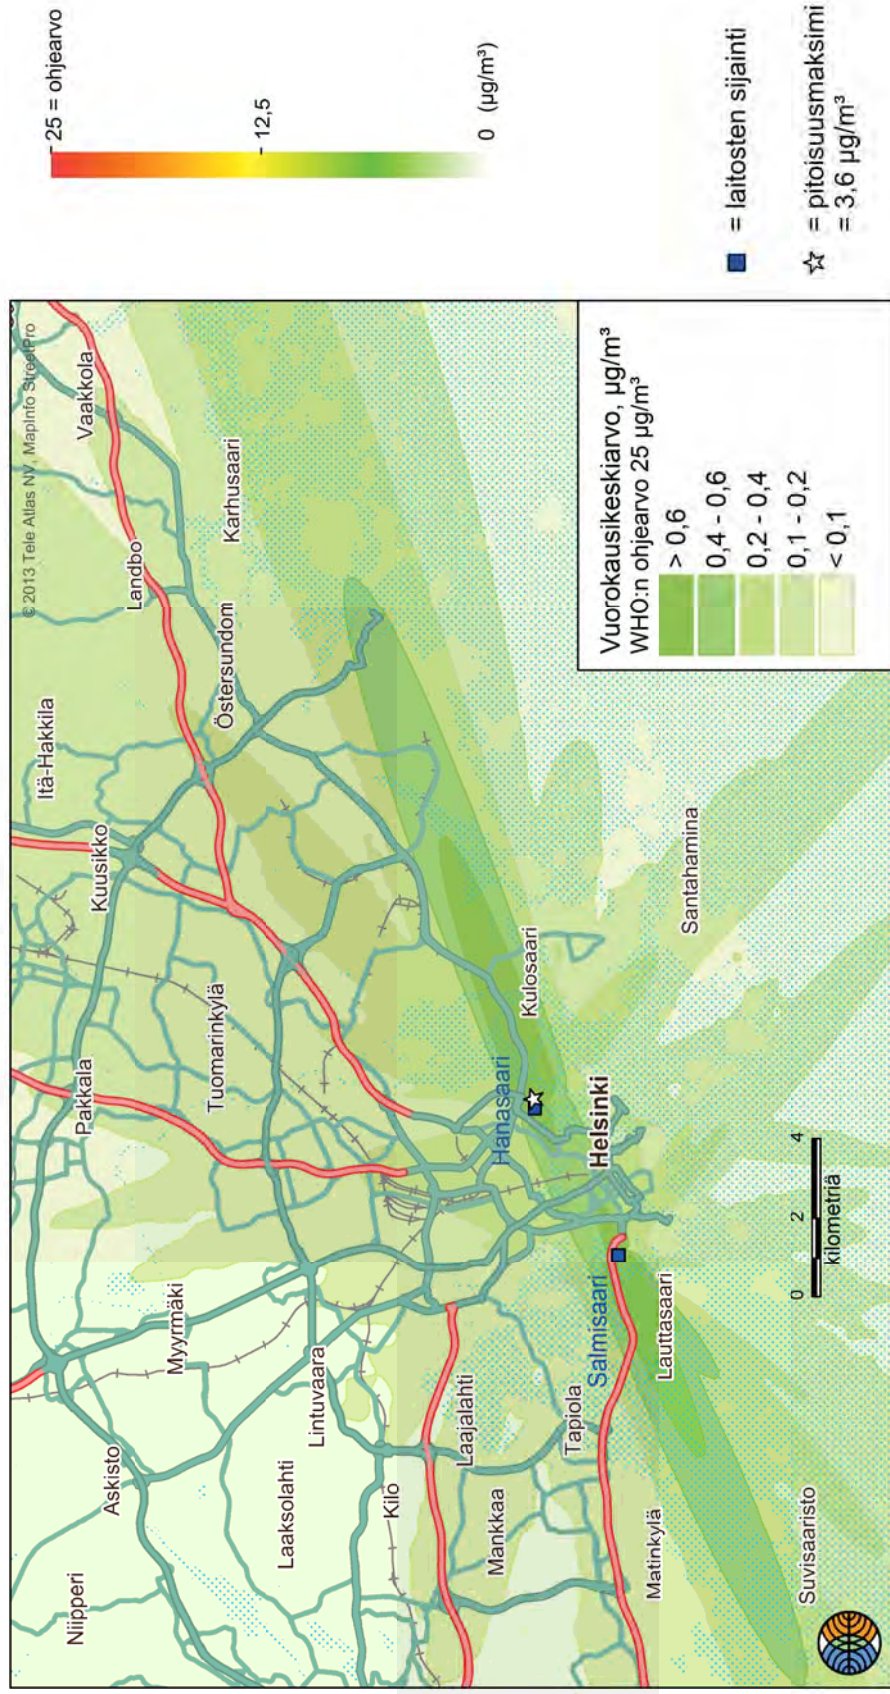 © 2013 Tele Atlas NV, MapInfo StreetPro
Vaakkola
Landbo
Karhusaari
Itä-Hakkila
Östersundom
Kuusikko
Pakkala
Tuomarinkylä
Myyrmäki
Askisto
Niipperi
Lintuvaara
Laaksolahti
Kilo
Laajalahti
Mankkaa
Tapiola
Matinkylä
Suvisaaristo
Salmisaari
Lauttasaari
Hanasaari
Helsinki
Kulosaari
Santahamina
0 2 4
kilometriä
Vuorokausikeskiarvo, µg/m³
WHO:n ohjearvo 25 µg/m³
> 0,6
0,4 - 0,6
0,2 - 0,4
0,1 - 0,2
< 0,1
25 = ohjearvo
12,5
0 (µg/m³)
= laitosten sijainti
= pitoisuusmaksimi
= 3,6 µg/m³